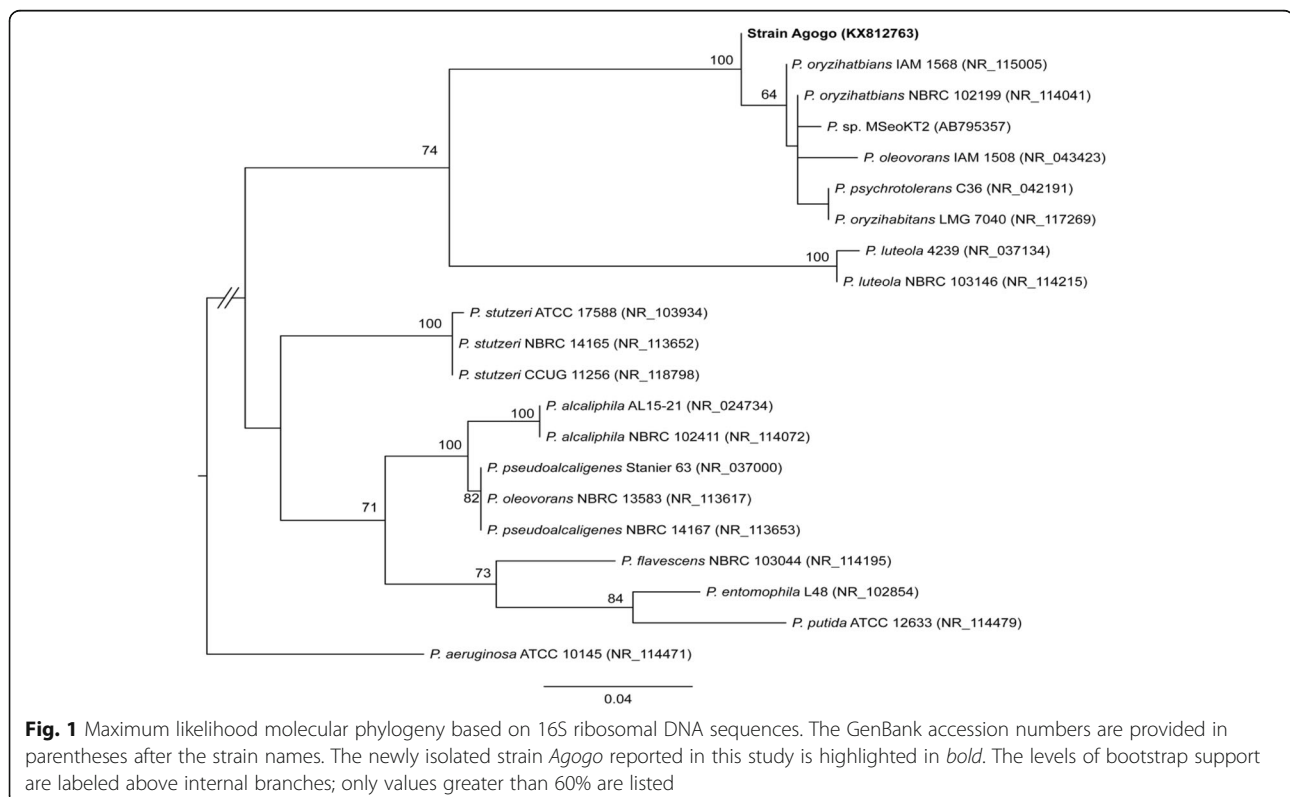 Strain Agogo (KX812763)
100
P. oryzihatbians IAM 1568 (NR_115005)
64
P. oryzihatbians NBRC 102199 (NR_114041)
P. sp. MSeoKT2 (AB795357)
74
P. oleovorans IAM 1508 (NR_043423)
P. psychrotolerans C36 (NR_042191)
P. oryzihabitans LMG 7040 (NR_117269)
P. luteola 4239 (NR_037134)
100
P. luteola NBRC 103146 (NR_114215)
P. stutzeri ATCC 17588 (NR_103934)
100
P. stutzeri NBRC 14165 (NR_113652)
P. stutzeri CCUG 11256 (NR_118798)
P. alcaliphila AL15-21 (NR_024734)
100
P. alcaliphila NBRC 102411 (NR_114072)
100
P. pseudoalcaligenes Stanier 63 (NR_037000)
82
P. oleovorans NBRC 13583 (NR_113617)
71
P. pseudoalcaligenes NBRC 14167 (NR_113653)
P. flavescens NBRC 103044 (NR_114195)
73
P. entomophila L48 (NR_102854)
84
P. putida ATCC 12633 (NR_114479)
P. aeruginosa ATCC 10145 (NR_114471)
0.04
Fig. 1 Maximum likelihood molecular phylogeny based on 16S ribosomal DNA sequences. The GenBank accession numbers are provided in
parentheses after the strain names. The newly isolated strain Agogo reported in this study is highlighted in bold. The levels of bootstrap support
are labeled above internal branches; only values greater than 60% are listed